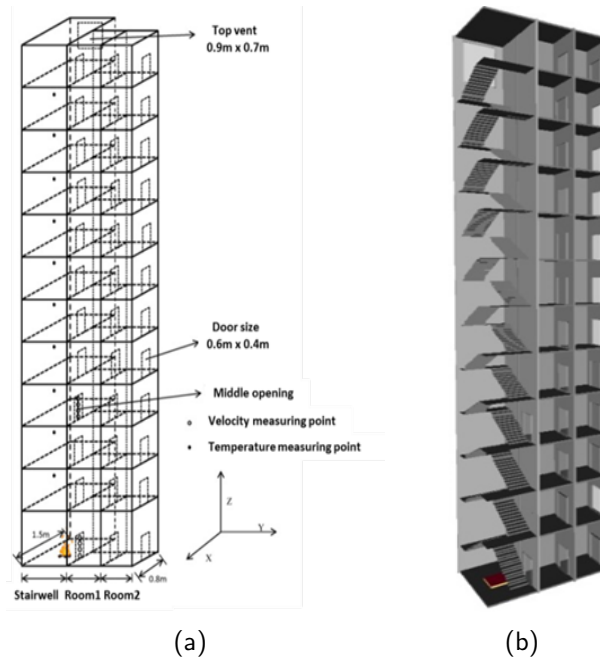 Top vent
0.9m x 0.7m
Door size
0.6m x 0.4m
Middle opening
Velocity measuring point
Temperature measuring point
Z
Y
X
1.5m
0.8m
Stairwell Room1 Room2
(a)
(b)